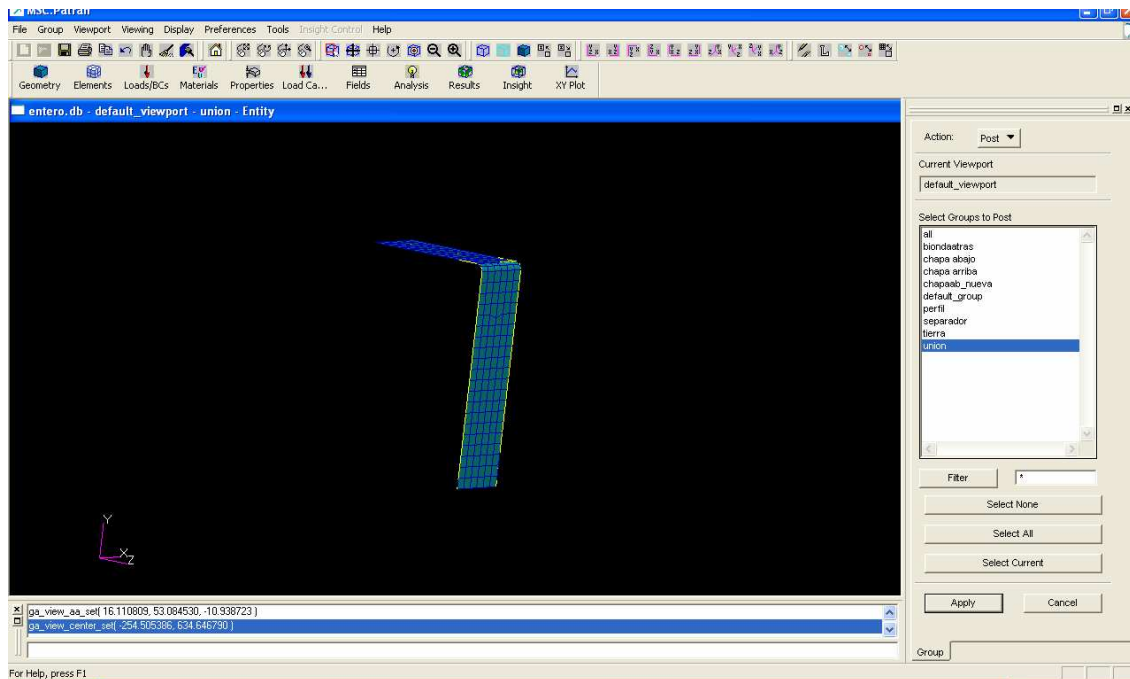 MSC.Patran
File Group Viewport Viewing Display Preferences Tools Insight Control Help
Geometry Elements Loads/BCs Materials Properties Load Ca... Fields Analysis Results Insight XY Plot
entero.db - default_viewport - union - Entity
Action: Post
Current Viewport
default_viewport
Select Groups to Post
all
biondaatras
chapa abajo
chapa arriba
chapaab_nueva
default_group
perfil
separador
tierra
union
Filter *
Select None
Select All
Select Current
Apply Cancel
Group
Y
X
Z
ga_view_aa_set( 16.110809, 53.084530, -10.938723 )
ga_view_center_set( -254.505386, 634.646790 )
For Help, press F1